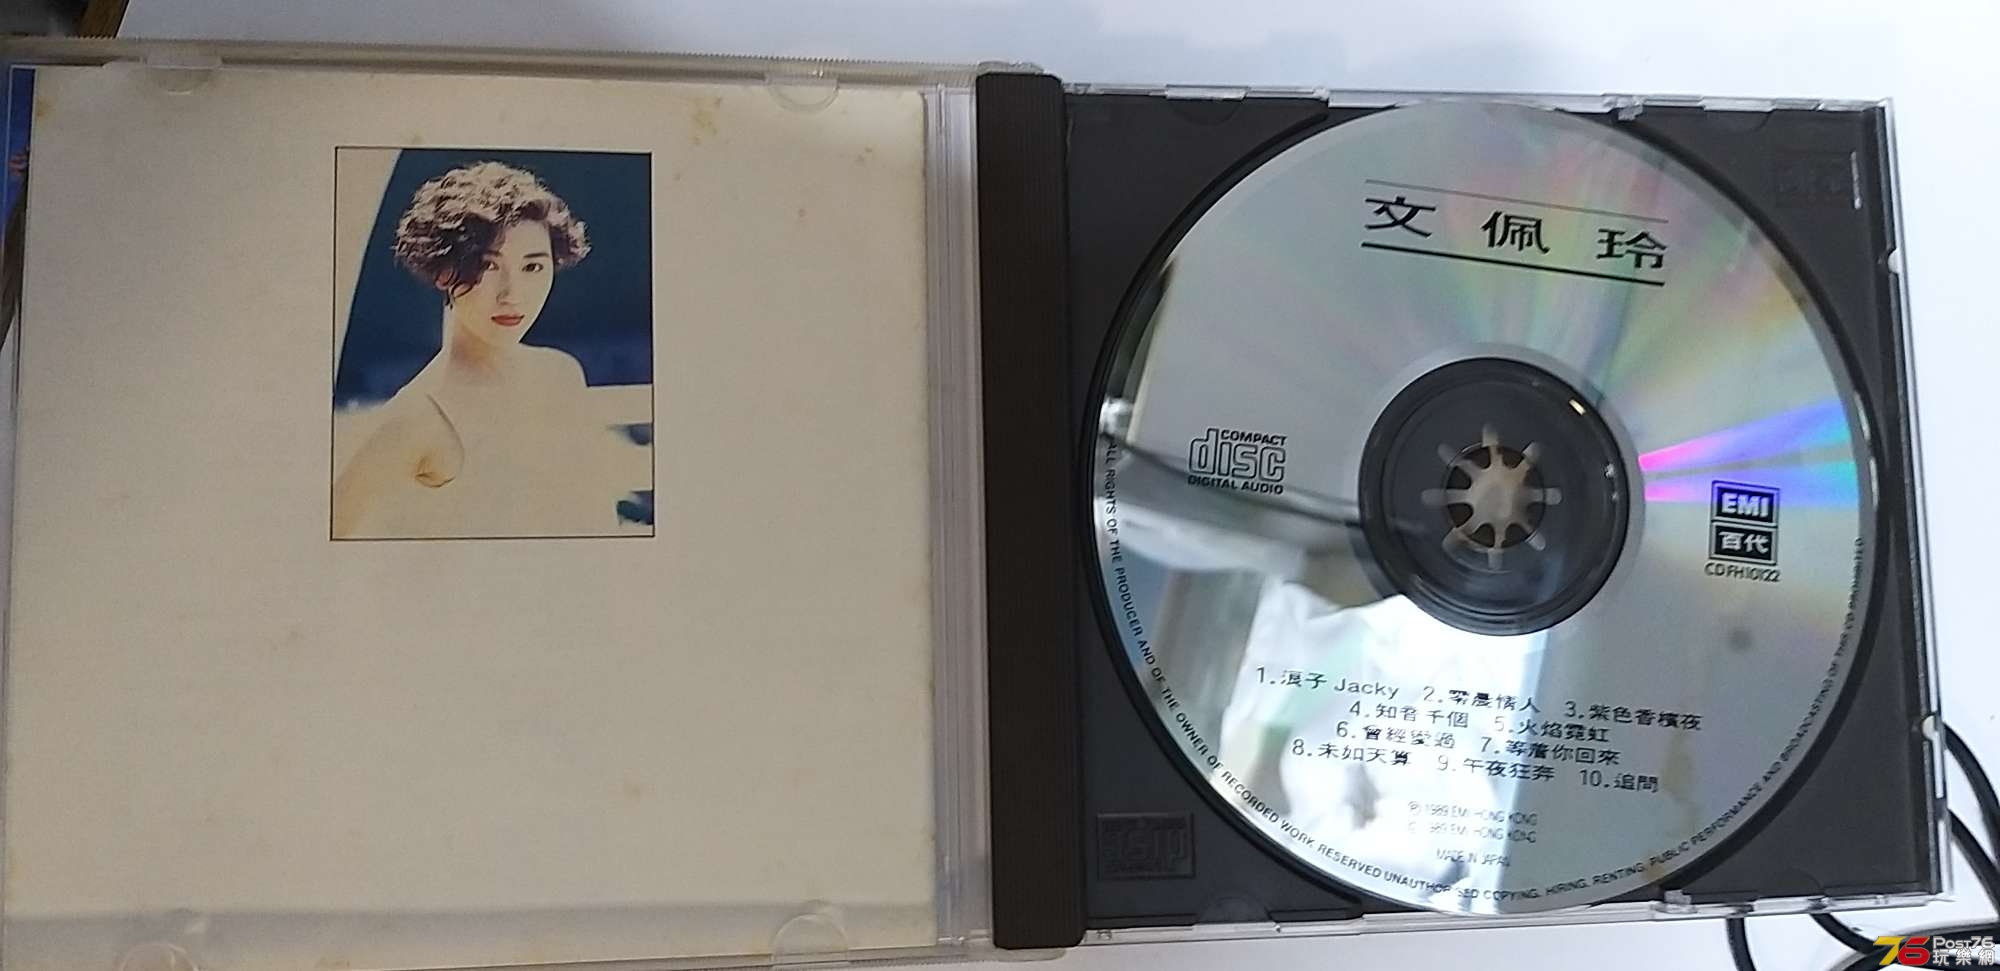 文佩玲
COMPACT
disc
DIGITAL AUDIO
EMI
百代
CDFH10122
1.浪子 Jacky 2.零晨情人 3.紫色香檳夜
4.知音千個 5.火焰霓虹
6.曾經愛過 7.等着你回來
8.未如天算 9.午夜狂奔 10.追問
℗ 1989 EMI HONG KONG
© 1989 EMI HONG KONG
MADE IN JAPAN
ALL RIGHTS OF THE PRODUCER AND OF THE OWNER OF RECORDED WORK RESERVED UNAUTHORISED COPYING, HIRING, RENTING, PUBLIC PERFORMANCE AND BROADCASTING OF THIS CD PROHIBITED
76 Post76
玩樂網